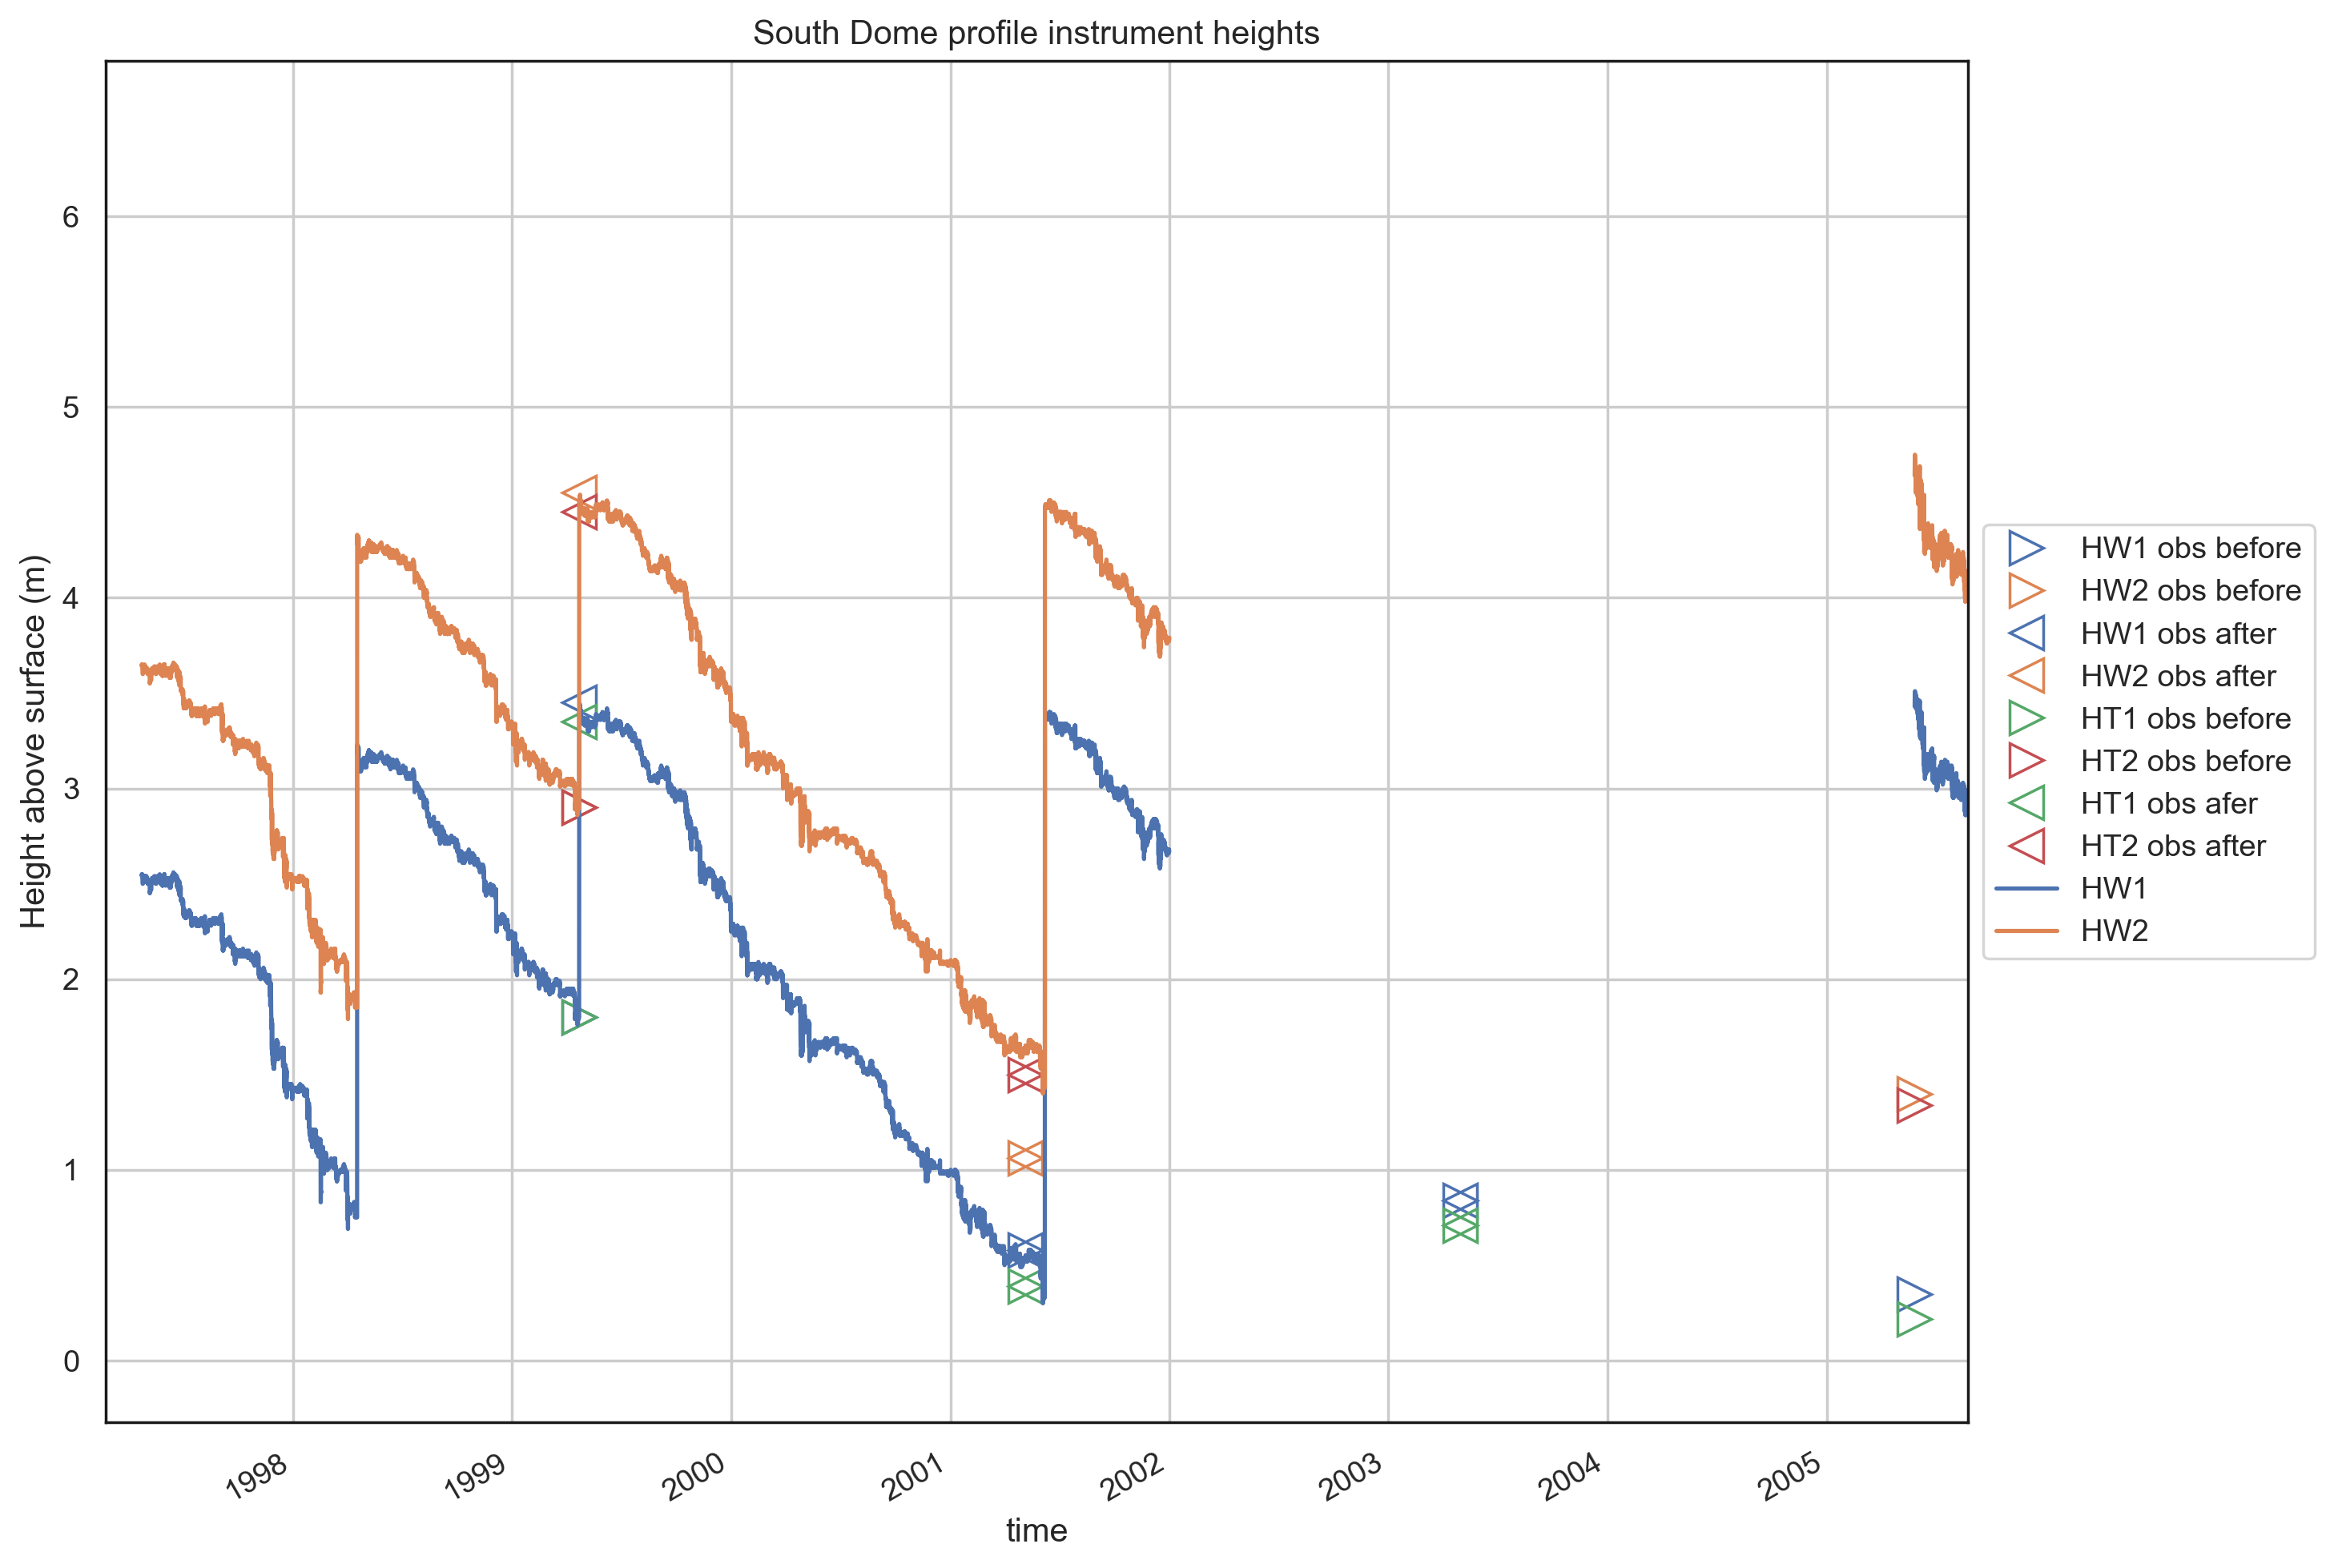 South Dome profile instrument heights
Height above surface (m)
6
5
4
3
2
1
0
1998
1999
2000
2001
2002
2003
2004
2005
time
HW1 obs before
HW2 obs before
HW1 obs after
HW2 obs after
HT1 obs before
HT2 obs before
HT1 obs afer
HT2 obs after
HW1
HW2